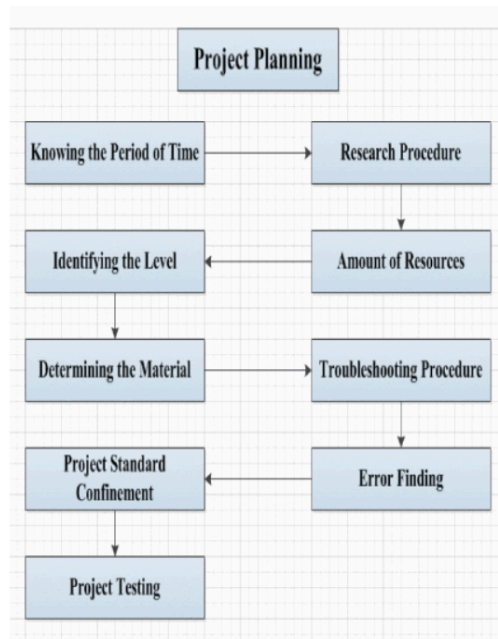 Project Planning
Knowing the Period of Time
Research Procedure
Amount of Resources
Identifying the Level
Determining the Material
Troubleshooting Procedure
Error Finding
Project Standard
Confinement
Project Testing